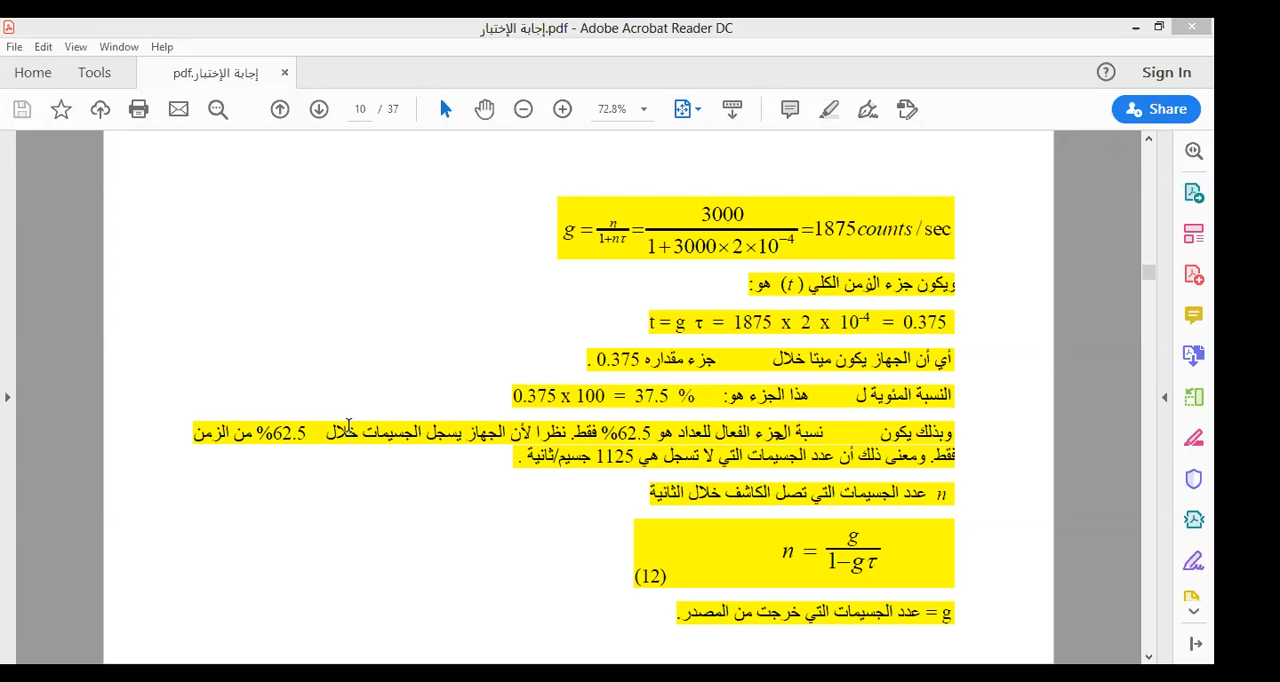 إجابة الإختبار.pdf - Adobe Acrobat Reader DC
File Edit View Window Help
Home Tools إجابة الإختبار.pdf × Sign In
10 / 37 72.8% Share
g = n/1+nτ = 3000/1+3000×2×10⁻⁴ =1875counts/sec
ويكون جزء الزمن الكلي ( t) هو:
t = g τ = 1875 x 2 x 10⁻⁴ = 0.375
أي أن الجهاز يكون ميتا خلال جزء مقداره 0.375 .
النسبة المئوية ل هذا الجزء هو: 0.375 x 100 = 37.5 %
وبذلك يكون نسبة الجزء الفعال للعداد هو 62.5% فقط. نظرا لأن الجهاز يسجل الجسيمات خلال 62.5% من الزمن
فقط. ومعنى ذلك أن عدد الجسيمات التي لا تسجل هي 1125 جسيم/ثانية .
n عدد الجسيمات التي تصل الكاشف خلال الثانية
n = g/1−gτ (12)
g = عدد الجسيمات التي خرجت من المصدر.